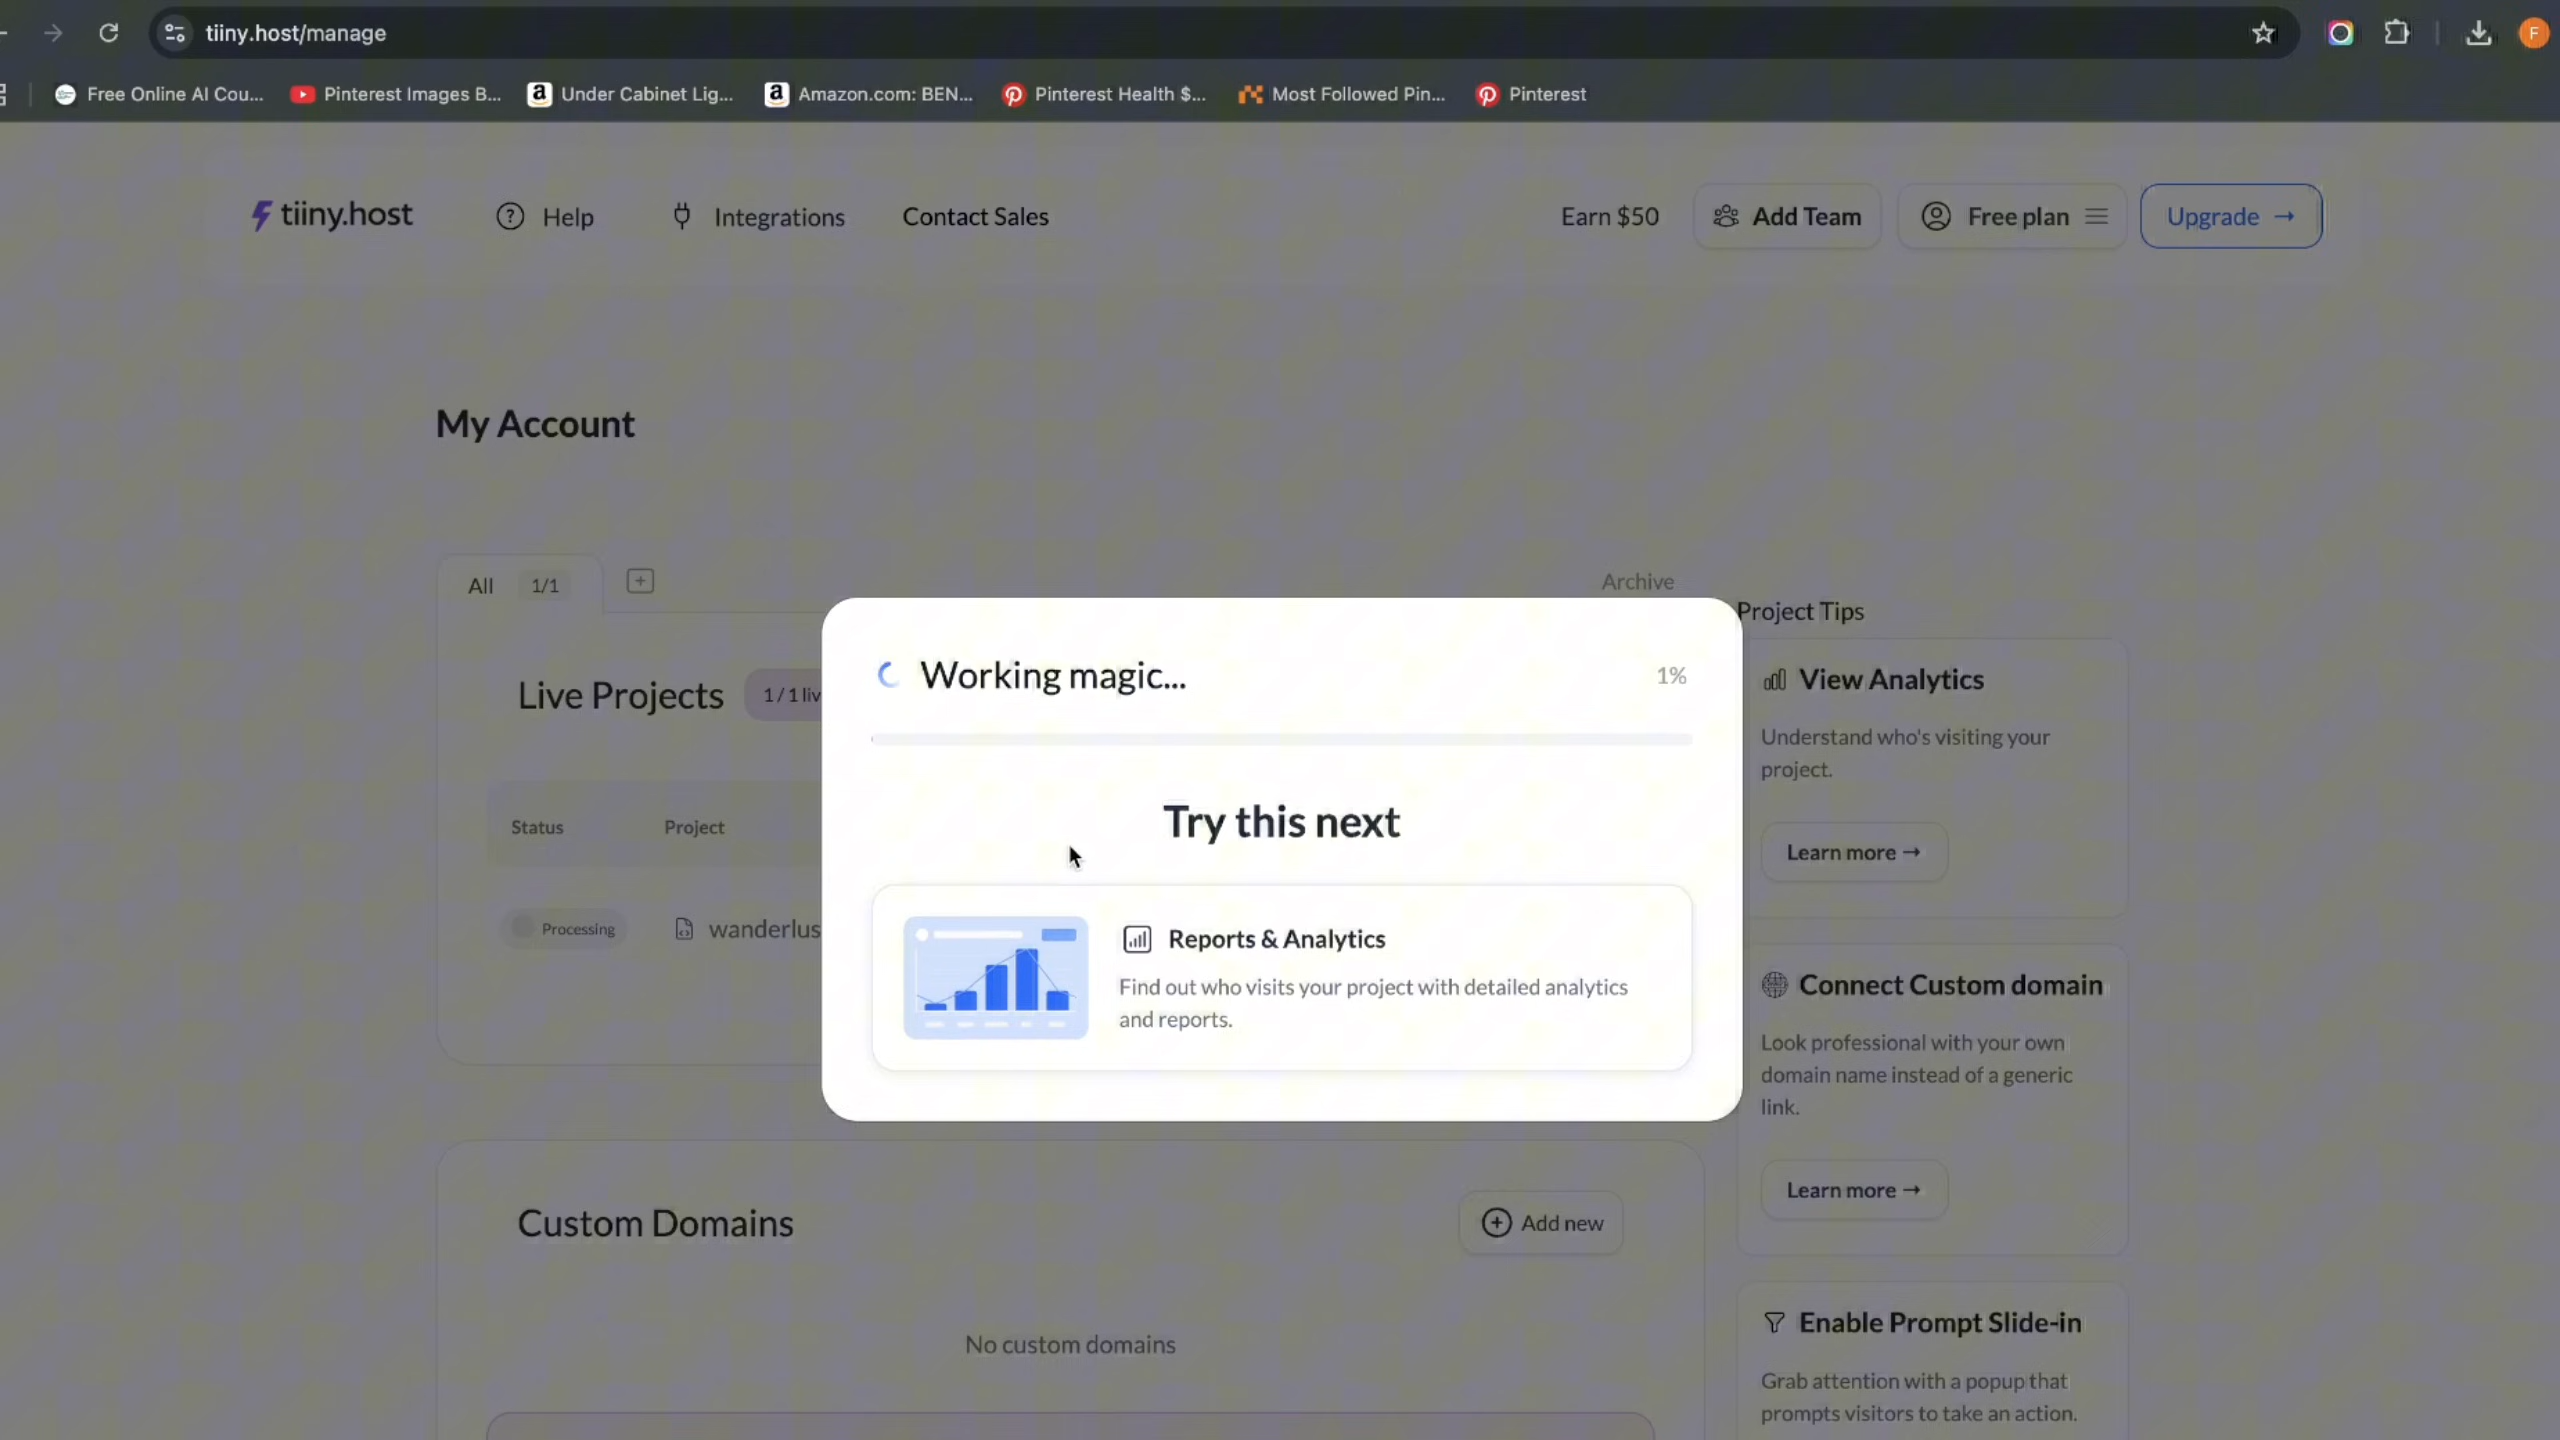 tiiny.host/manage
Free Online AI Cou...
Pinterest Images B...
Under Cabinet Lig...
Amazon.com: BEN...
Pinterest Health $...
Most Followed Pin...
Pinterest
F
tiiny.host
Help
Integrations
Contact Sales
Earn $50
Add Team
Free plan
Upgrade →
My Account
All 1/1
Archive
Project Tips
Live Projects
1 / 1 liv
Status
Project
Processing
wanderlus
Working magic...
1%
Try this next
Reports & Analytics
Find out who visits your project with detailed analytics
and reports.
View Analytics
Understand who's visiting your
project.
Learn more →
Connect Custom domain
Look professional with your own
domain name instead of a generic
link.
Learn more →
Custom Domains
Add new
No custom domains
Enable Prompt Slide-in
Grab attention with a popup that
prompts visitors to take an action.